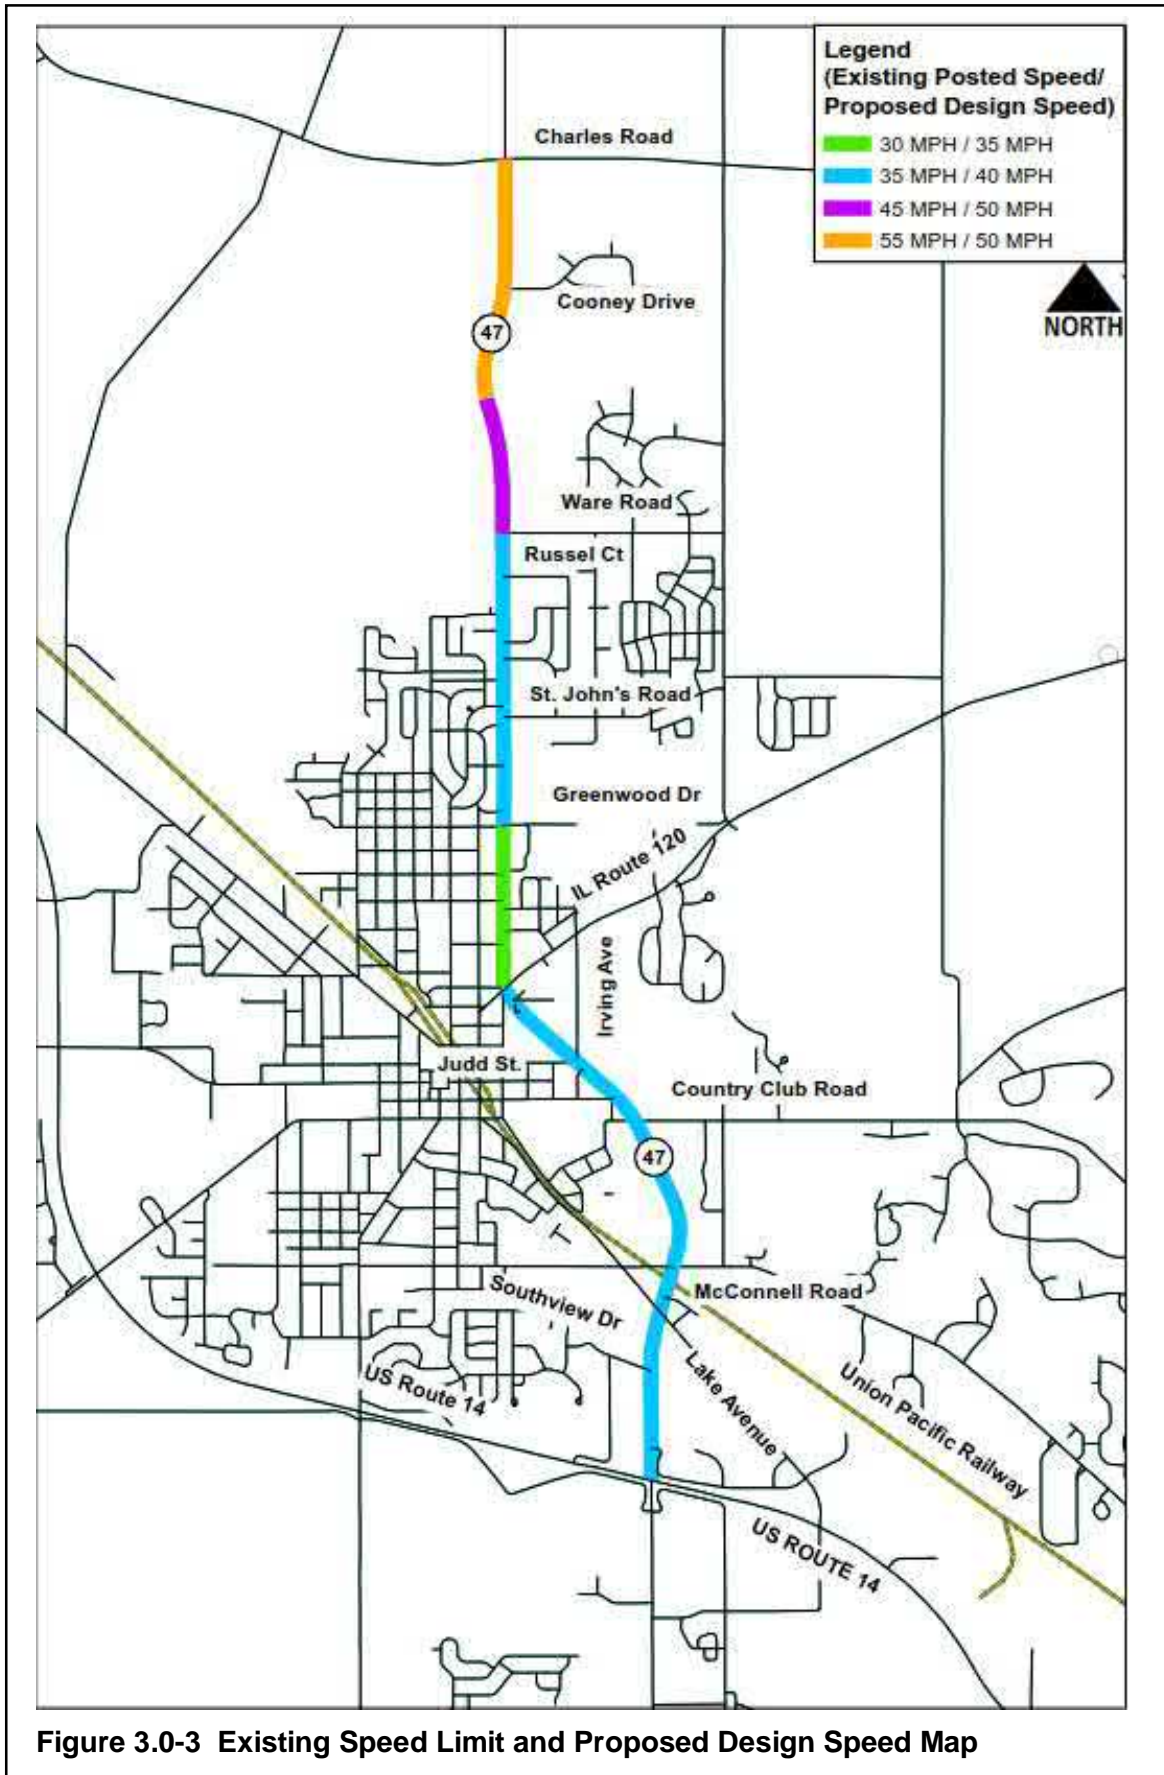 Legend
(Existing Posted Speed/
Proposed Design Speed)
30 MPH / 35 MPH
35 MPH / 40 MPH
45 MPH / 50 MPH
55 MPH / 50 MPH
NORTH
Charles Road
Cooney Drive
47
Ware Road
Russel Ct
St. John's Road
Greenwood Dr
IL Route 120
Irving Ave
Judd St.
Country Club Road
47
McConnell Road
Southview Dr
US Route 14
Lake Avenue
Union Pacific Railway
US ROUTE 14
Figure 3.0-3 Existing Speed Limit and Proposed Design Speed Map